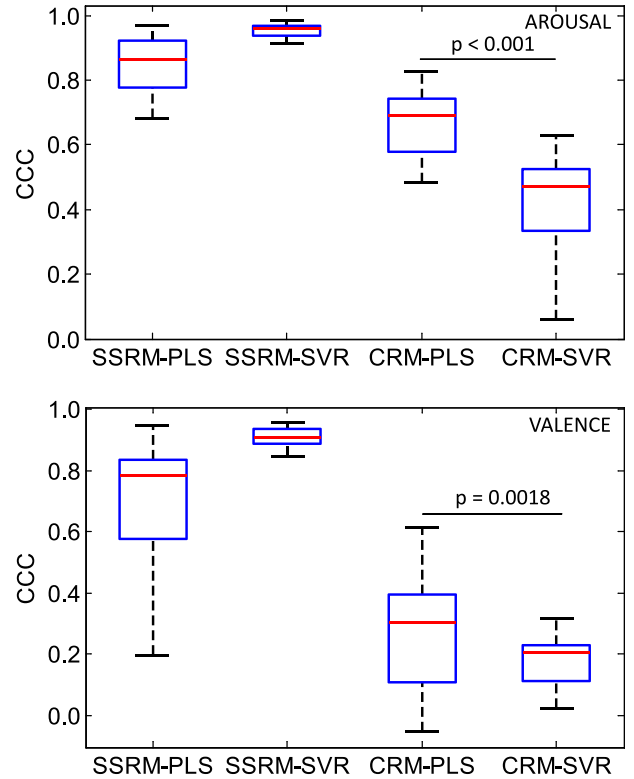 1.0
AROUSAL
p < 0.001
0.8
0.6
CCC
0.4
0.2
0.0
SSRM-PLS SSRM-SVR CRM-PLS CRM-SVR
1.0
VALENCE
0.8
p = 0.0018
0.6
CCC
0.4
0.2
0.0
SSRM-PLS SSRM-SVR CRM-PLS CRM-SVR